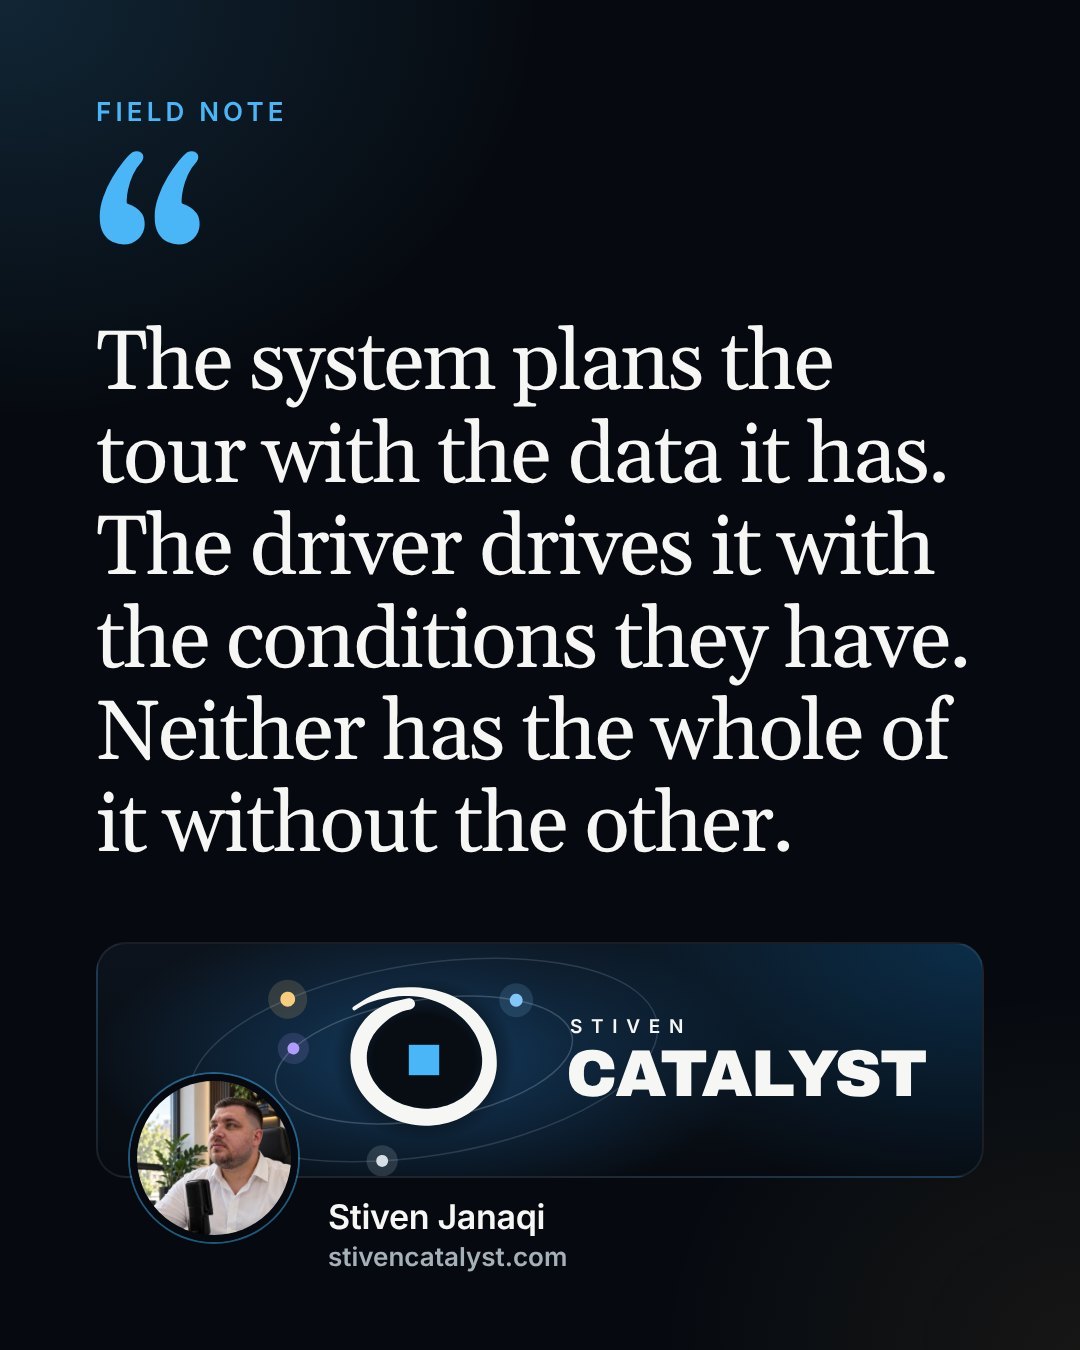 FIELD NOTE
“
The system plans the
tour with the data it has.
The driver drives it with
the conditions they have.
Neither has the whole of
it without the other.
STIVEN
CATALYST
Stiven Janaqi
stivencatalyst.com